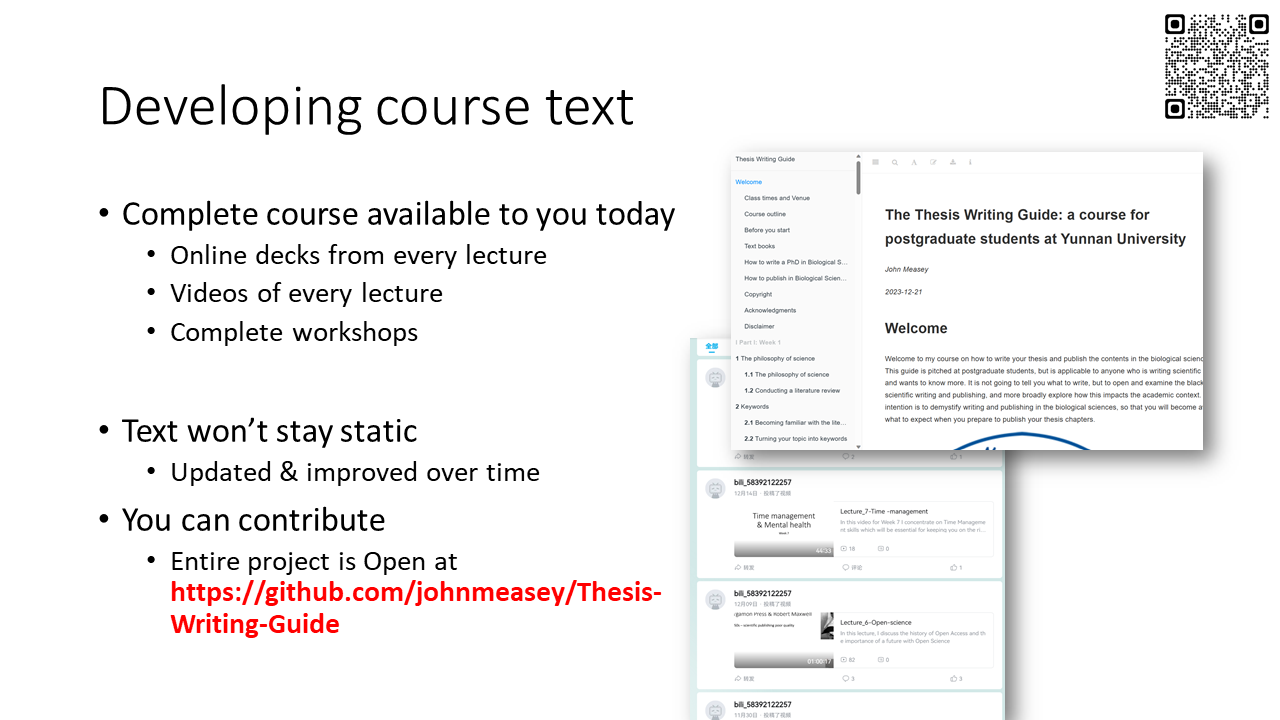 Developing course text
• Complete course available to you today
• Online decks from every lecture
• Videos of every lecture
• Complete workshops
• Text won’t stay static
• Updated & improved over time
• You can contribute
• Entire project is Open at
https://github.com/johnmeasey/Thesis-
Writing-Guide
Thesis Writing Guide
Welcome
Class times and Venue
Course outline
Before you start
Text books
How to write a PhD in Biological S...
How to publish in Biological Scien...
Copyright
Acknowledgments
Disclaimer
I Part I: Week 1
1 The philosophy of science
1.1 The philosophy of science
1.2 Conducting a literature review
2 Keywords
2.1 Becoming familiar with the lite...
2.2 Turning your topic into keywords
The Thesis Writing Guide: a course for
postgraduate students at Yunnan University
John Measey
2023-12-21
Welcome
Welcome to my course on how to write your thesis and publish the contents in the biological scienc
This guide is pitched at postgraduate students, but is applicable to anyone who is writing scientific
and wants to know more. It is not going to tell you what to write, but to open and examine the black
scientific writing and publishing, and more broadly explore how this impacts the academic context.
intention is to demystify writing and publishing in the biological sciences, so that you will become a
what to expect when you prepare to publish your thesis chapters.
全部
转发 2 1
bili_58392122257
12月14日 · 投稿了视频
Time management
& Mental health
Week 7
44:33
Lecture_7-Time -management
In this video for Week 7 I concentrate on Time Manageme
nt skills which will be essential for keeping you on the ri...
18 0
转发 评论 1
bili_58392122257
12月09日 · 投稿了视频
rgamon Press & Robert Maxwell
50s – scientific publishing poor quality
01:00:17
Lecture_6-Open-science
In this lecture, I discuss the history of Open Access and th
e importance of a future with Open Science
82 0
转发 3 3
bili_58392122257
11月30日 · 投稿了视频